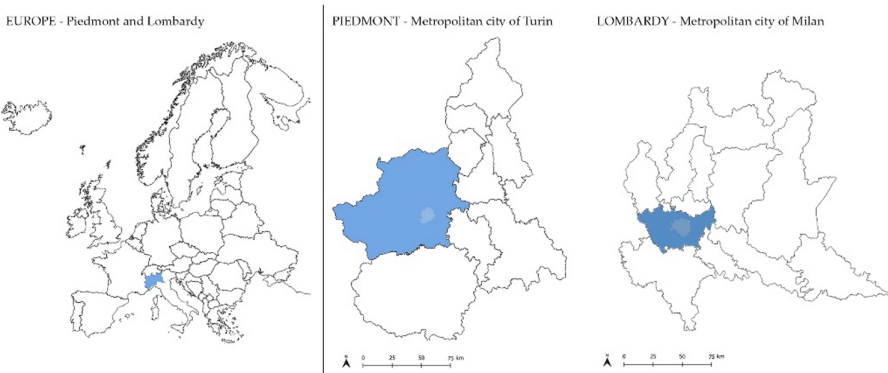 EUROPE - Piedmont and Lombardy
PIEDMONT - Metropolitan city of Turin
LOMBARDY - Metropolitan city of Milan
N 0 25 50 75 km
N 0 25 50 75 km